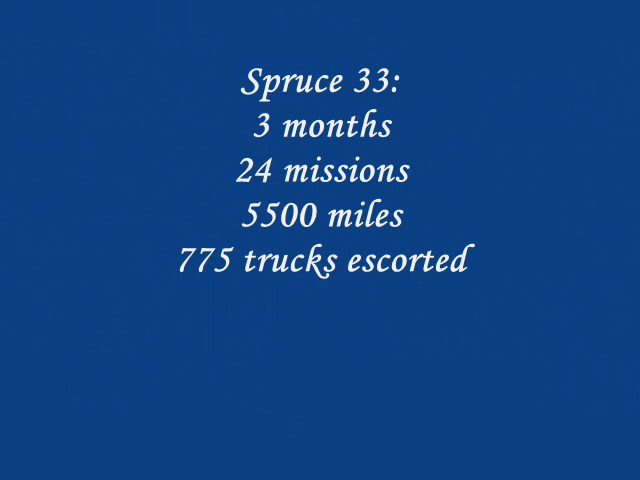 Spruce 33:
3 months
24 missions
5500 miles
775 trucks escorted